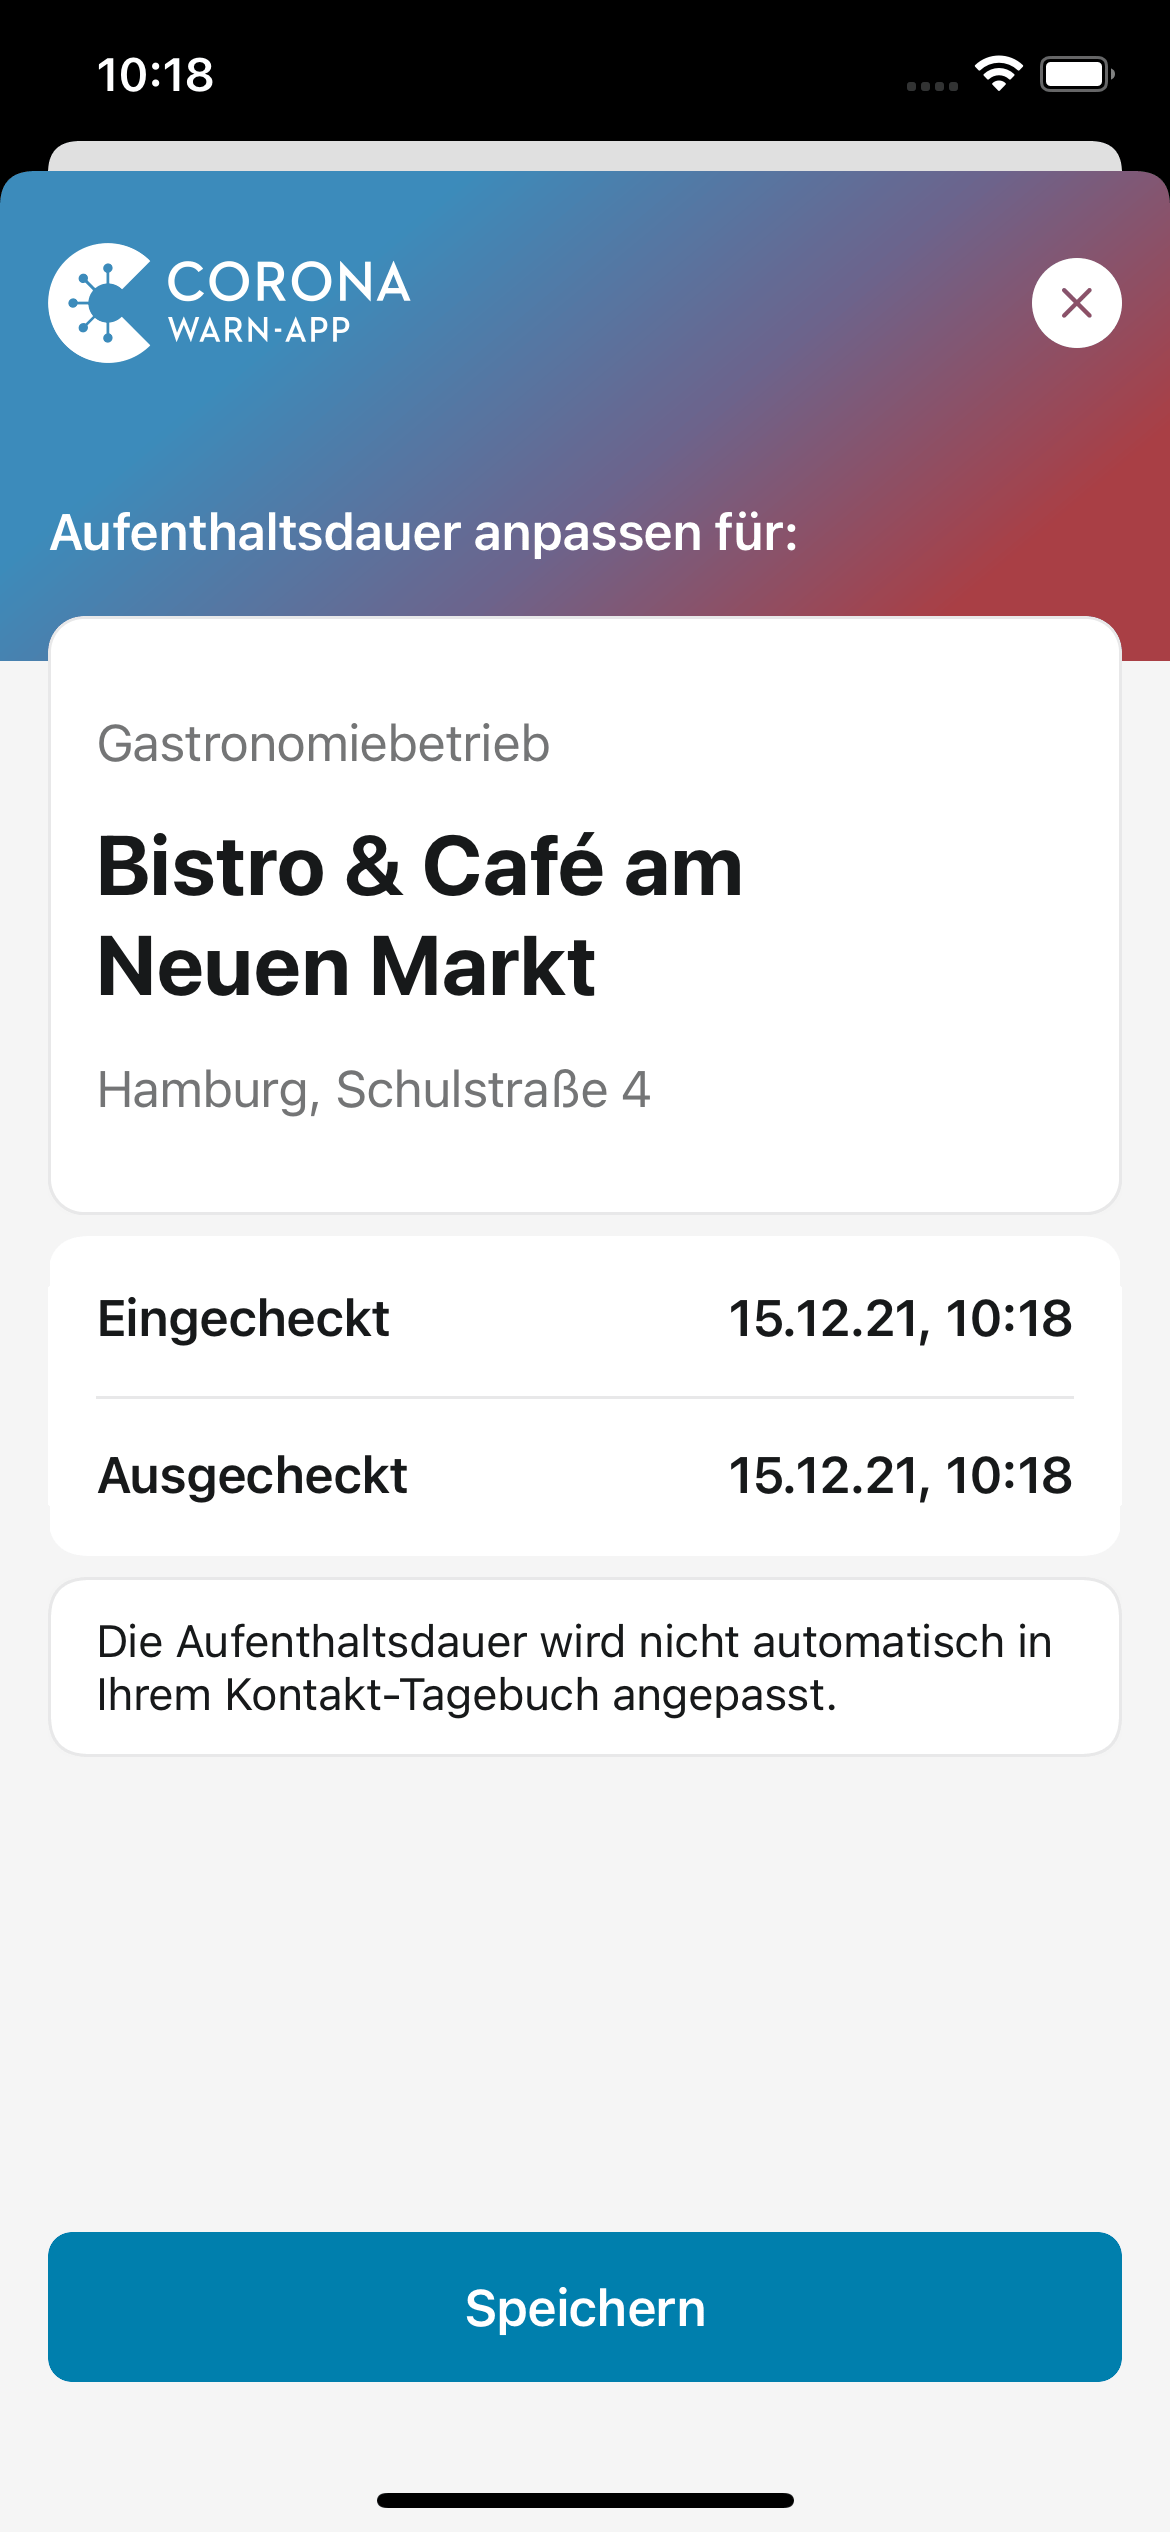 10:18
CORONA
WARN-APP
Aufenthaltsdauer anpassen für:
Gastronomiebetrieb
Bistro & Café am
Neuen Markt
Hamburg, Schulstraße 4
Eingecheckt 15.12.21, 10:18
Ausgecheckt 15.12.21, 10:18
Die Aufenthaltsdauer wird nicht automatisch in
Ihrem Kontakt-Tagebuch angepasst.
Speichern